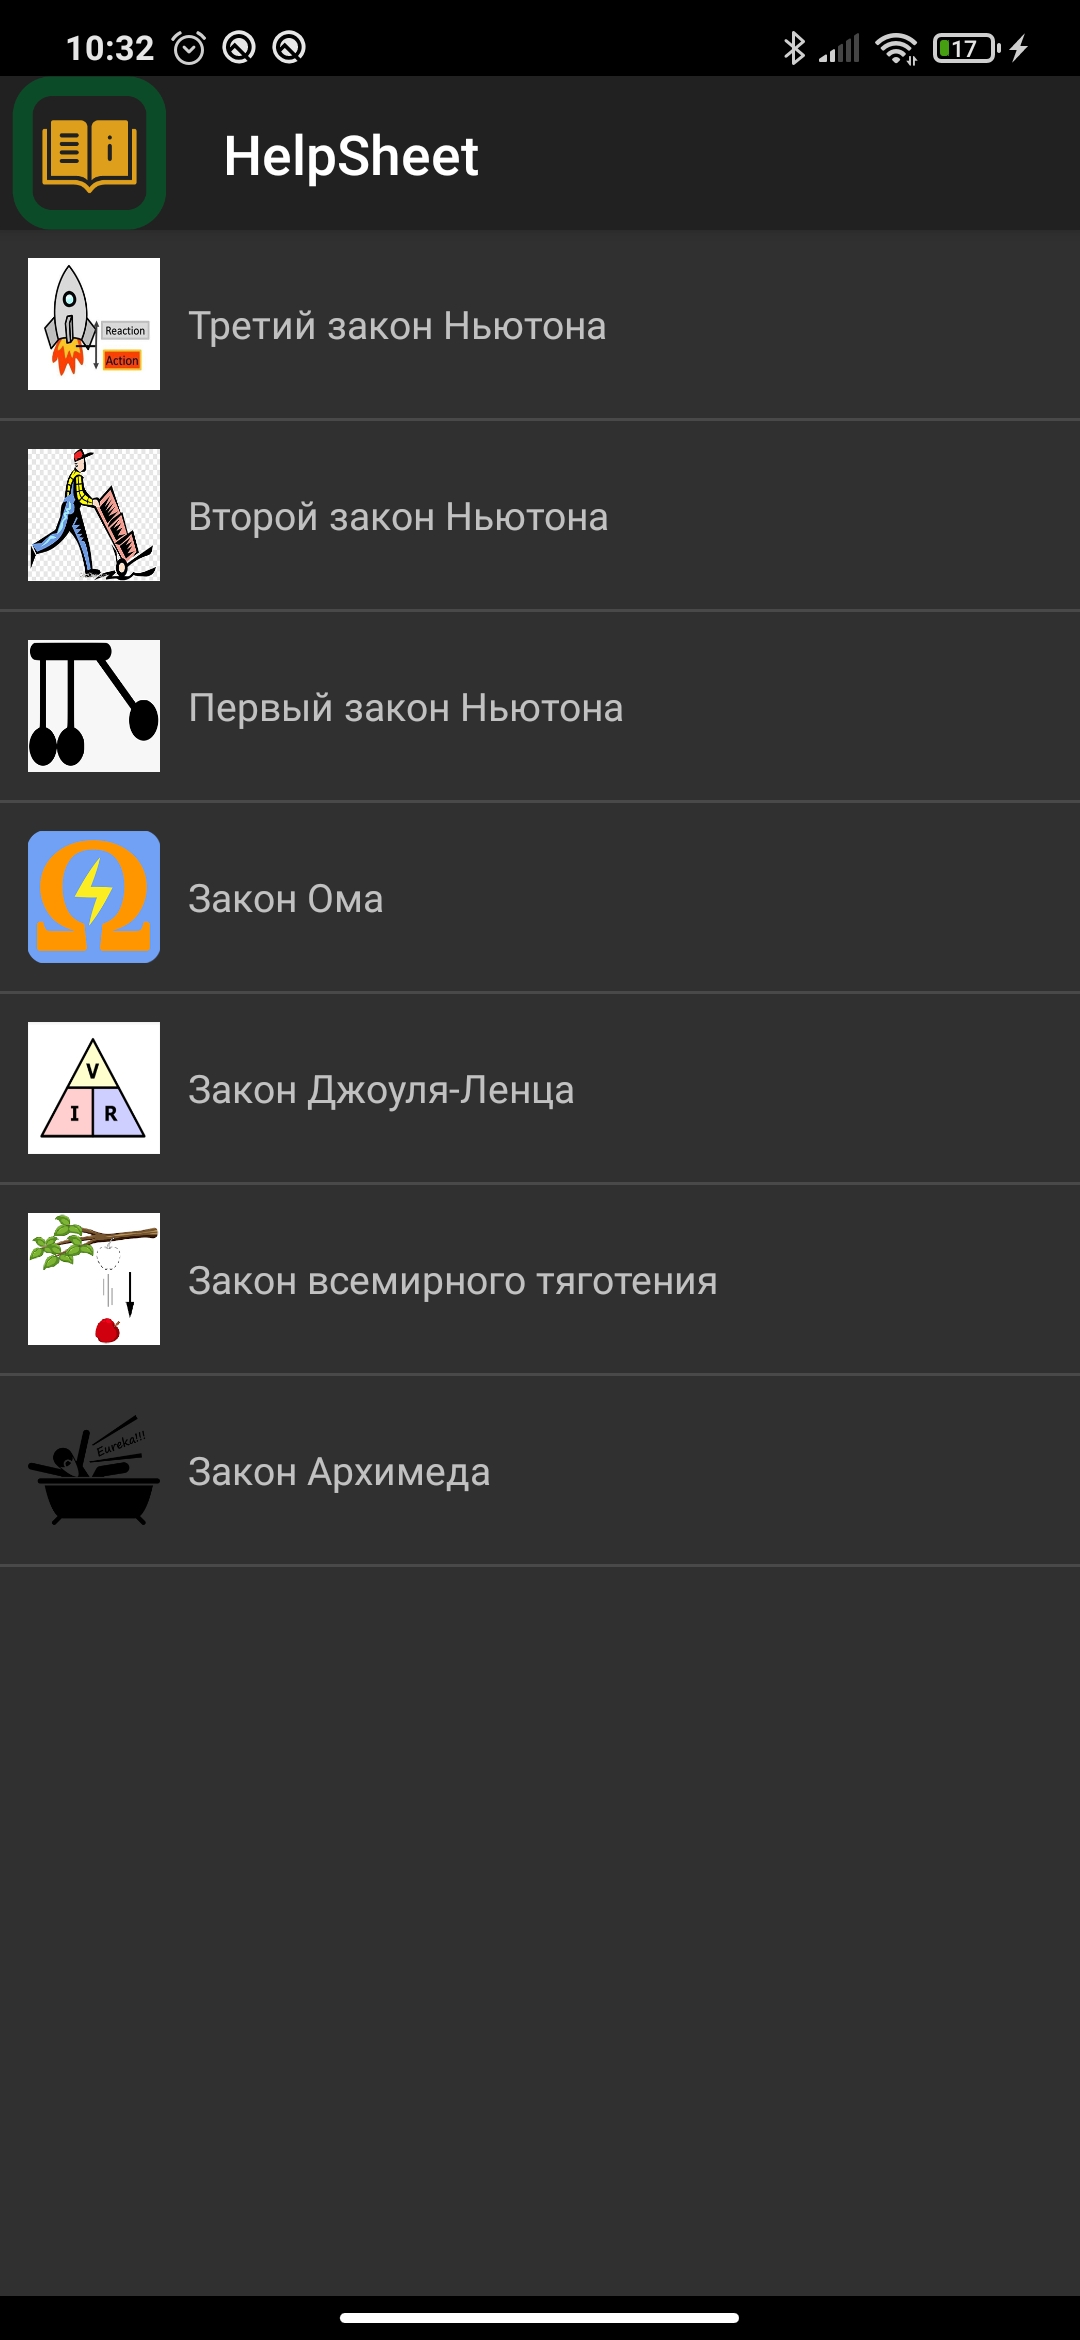 10:32
17
HelpSheet
Reaction
Action
Третий закон Ньютона
Второй закон Ньютона
Первый закон Ньютона
Закон Ома
V
I R
Закон Джоуля-Ленца
Закон всемирного тяготения
Eureka!!!
Закон Архимеда